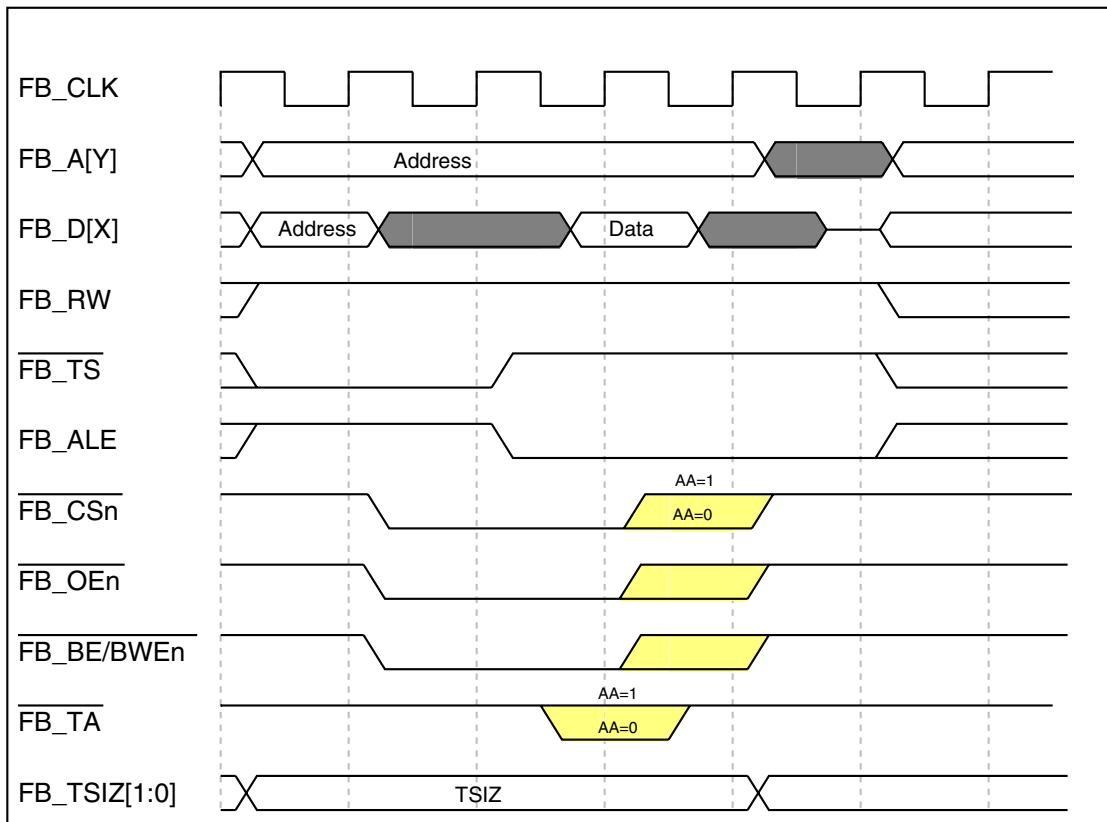 FB_CLK
FB_A[Y]
Address
FB_D[X]
Address
Data
FB_RW
FB_TS
FB_ALE
AA=1
FB_CSn
AA=0
FB_OEn
FB_BE/BWEn
AA=1
FB_TA
AA=0
FB_TSIZ[1:0]
TSIZ